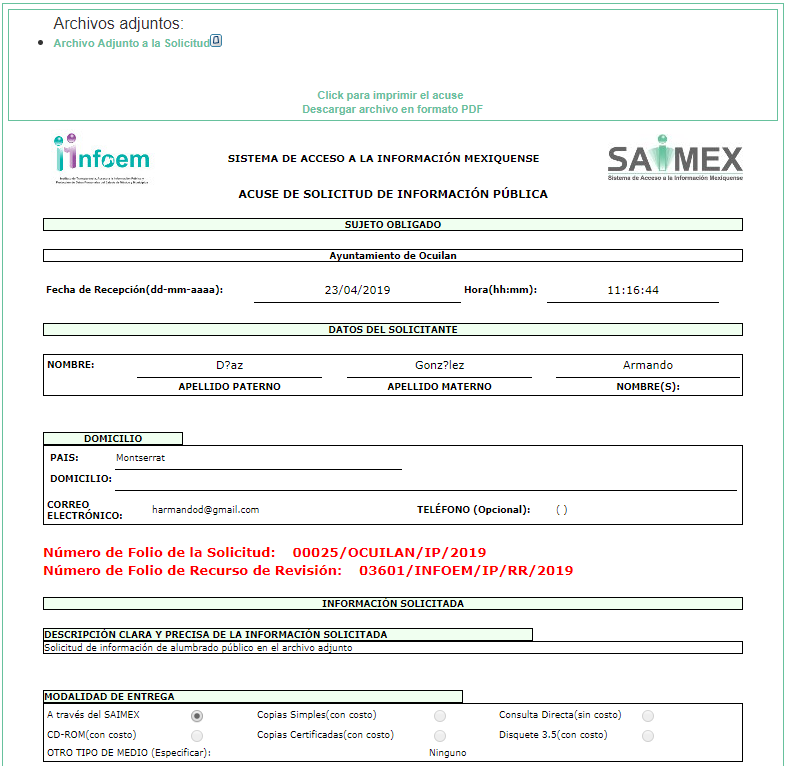 Archivos adjuntos:
Archivo Adjunto a la Solicitud
Click para imprimir el acuse
Descargar archivo en formato PDF
infoem
SISTEMA DE ACCESO A LA INFORMACIÓN MEXIQUENSE
SAIMEX
Sistema de Acceso a la Información Mexiquense
ACUSE DE SOLICITUD DE INFORMACIÓN PÚBLICA
SUJETO OBLIGADO
Ayuntamiento de Ocuilan
Fecha de Recepción(dd-mm-aaaa): 23/04/2019 Hora(hh:mm): 11:16:44
DATOS DEL SOLICITANTE
NOMBRE: D?az Gonz?lez Armando
APELLIDO PATERNO APELLIDO MATERNO NOMBRE(S):
DOMICILIO
PAIS: Montserrat
DOMICILIO:
CORREO
ELECTRÓNICO: harmandod@gmail.com TELÉFONO (Opcional): ( )
Número de Folio de la Solicitud: 00025/OCUILAN/IP/2019
Número de Folio de Recurso de Revisión: 03601/INFOEM/IP/RR/2019
INFORMACIÓN SOLICITADA
DESCRIPCIÓN CLARA Y PRECISA DE LA INFORMACIÓN SOLICITADA
Solicitud de información de alumbrado público en el archivo adjunto
MODALIDAD DE ENTREGA
A través del SAIMEX Copias Simples(con costo) Consulta Directa(sin costo)
CD-ROM(con costo) Copias Certificadas(con costo) Disquete 3.5(con costo)
OTRO TIPO DE MEDIO (Especificar): Ninguno